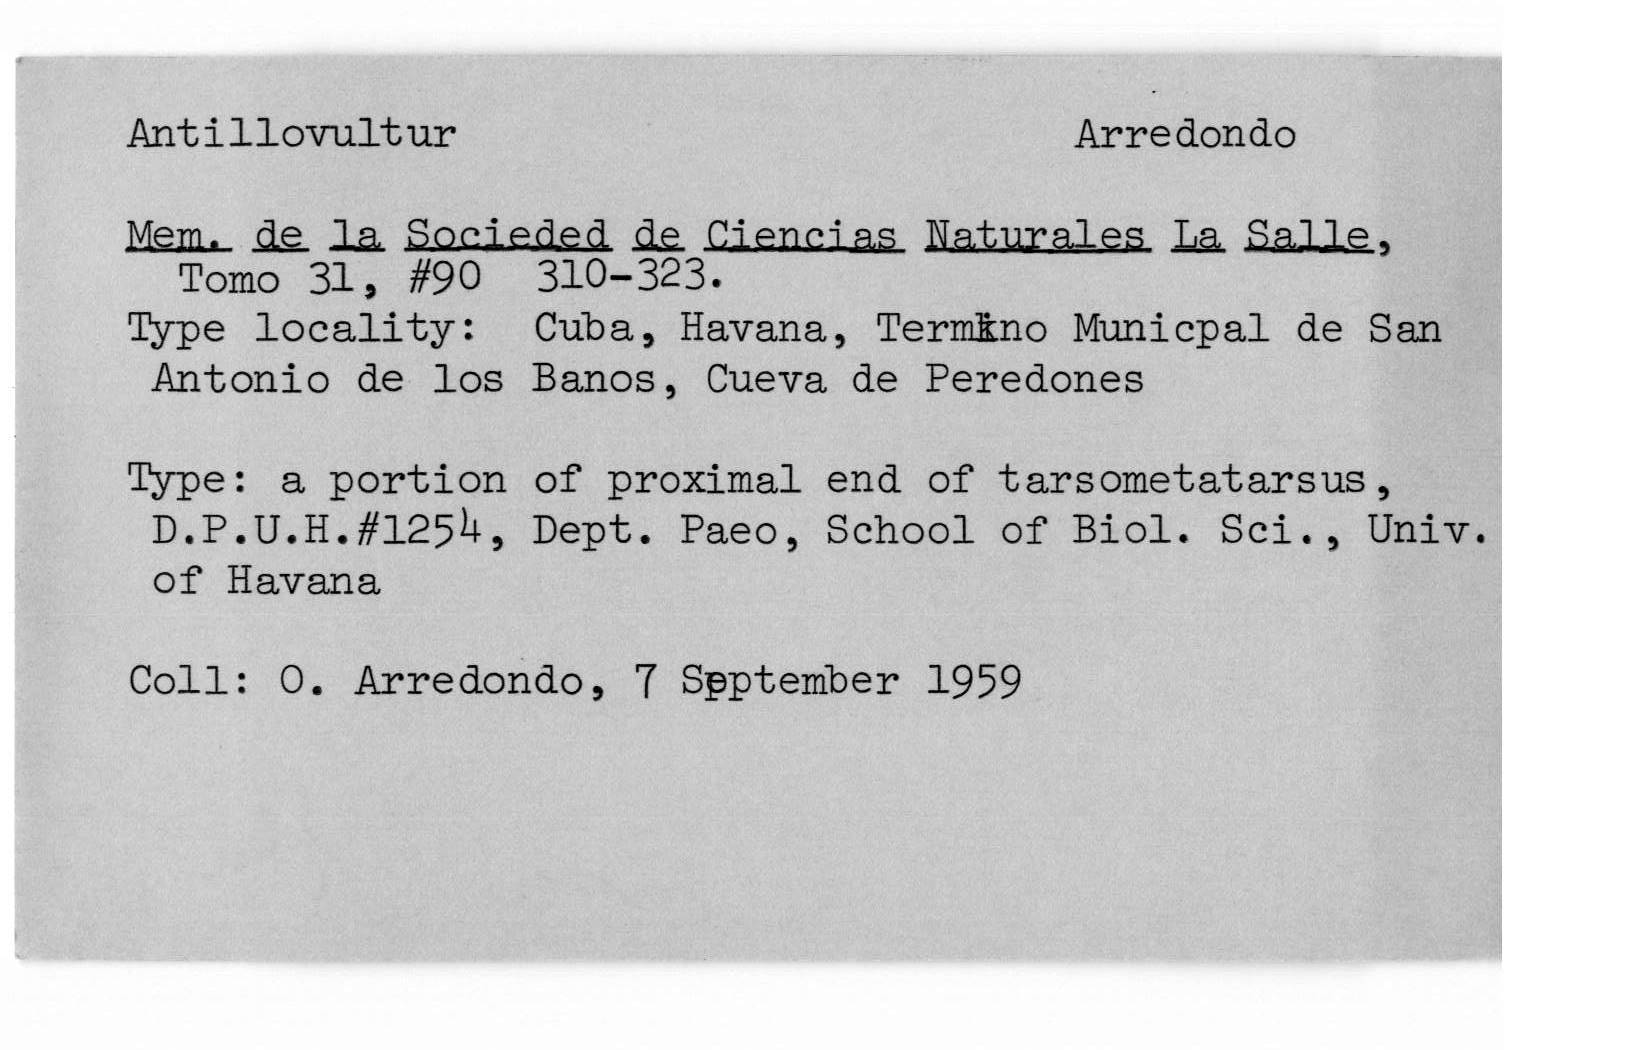 Antillovultur Arredondo
Mem. de la Sociedad de Ciencias Naturales La Salle,
Tomo 31, #90 310-323.
Type locality: Cuba, Havana, Termino Municpal de San
Antonio de los Banos, Cueva de Peredones
Type: a portion of proximal end of tarsometatarsus,
D.P.U.H.#1254, Dept. Paeo, School of Biol. Sci., Univ.
of Havana
Coll: O. Arredondo, 7 September 1959